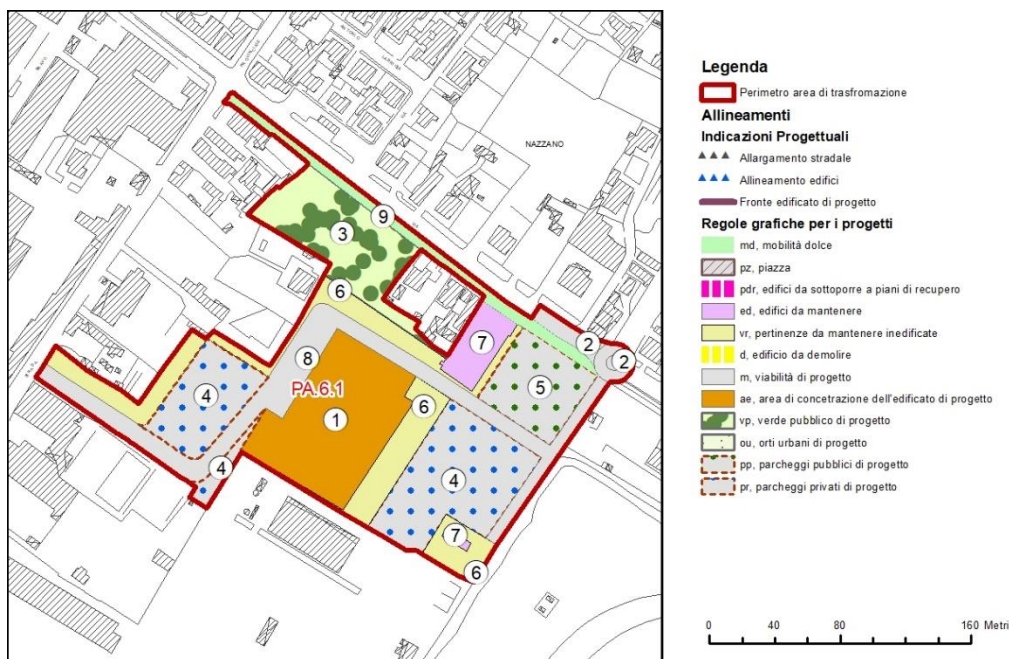 NAZZANO
9
3
6
2
2
7
8
5
4
PA.6.1
6
1
4
4
7
6
Legenda
Perimetro area di trasfromazione
Allineamenti
Indicazioni Progettuali
Allargamento stradale
Allineamento edifici
Fronte edificato di progetto
Regole grafiche per i progetti
md, mobilità dolce
pz, piazza
pdr, edifici da sottoporre a piani di recupero
ed, edifici da mantenere
vr, pertinenze da mantenere inedificate
d, edificio da demolire
m, viabilità di progetto
ae, area di concetrazione dell'edificato di progetto
vp, verde pubblico di progetto
ou, orti urbani di progetto
pp, parcheggi pubblici di progetto
pr, parcheggi privati di progetto
0 40 80 160 Metri